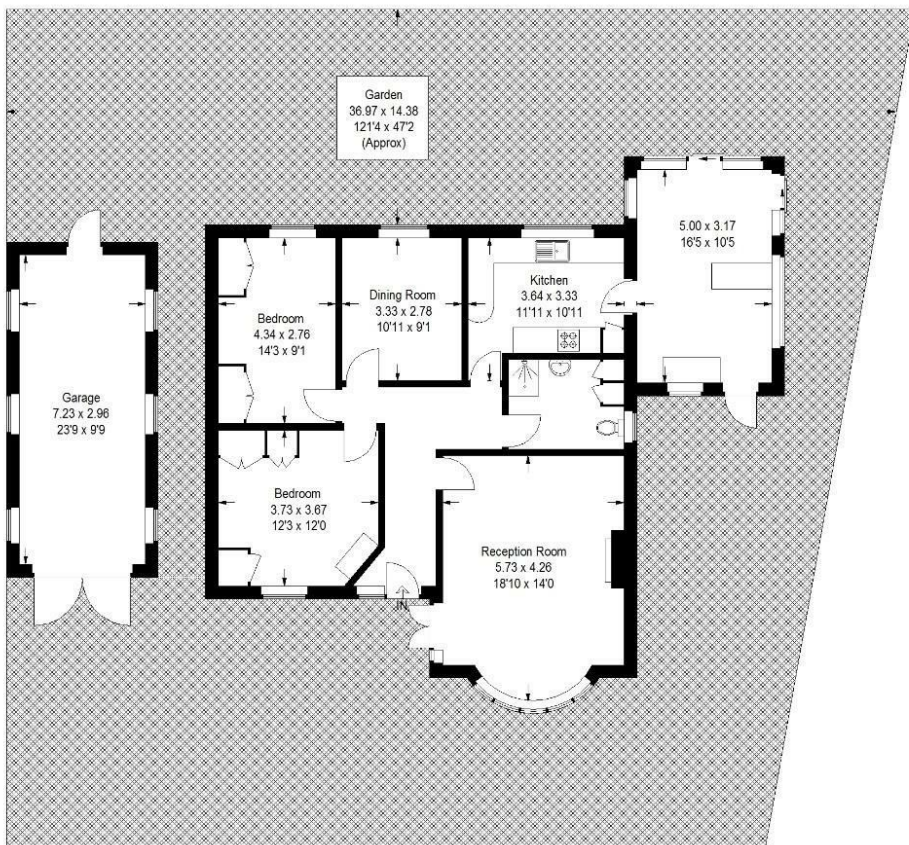 Garden
36.97 x 14.38
121'4 x 47'2
(Approx)
5.00 x 3.17
16'5 x 10'5
Kitchen
3.64 x 3.33
11'11 x 10'11
Dining Room
3.33 x 2.78
10'11 x 9'1
Bedroom
4.34 x 2.76
14'3 x 9'1
Garage
7.23 x 2.96
23'9 x 9'9
Bedroom
3.73 x 3.67
12'3 x 12'0
Reception Room
5.73 x 4.26
18'10 x 14'0
IN